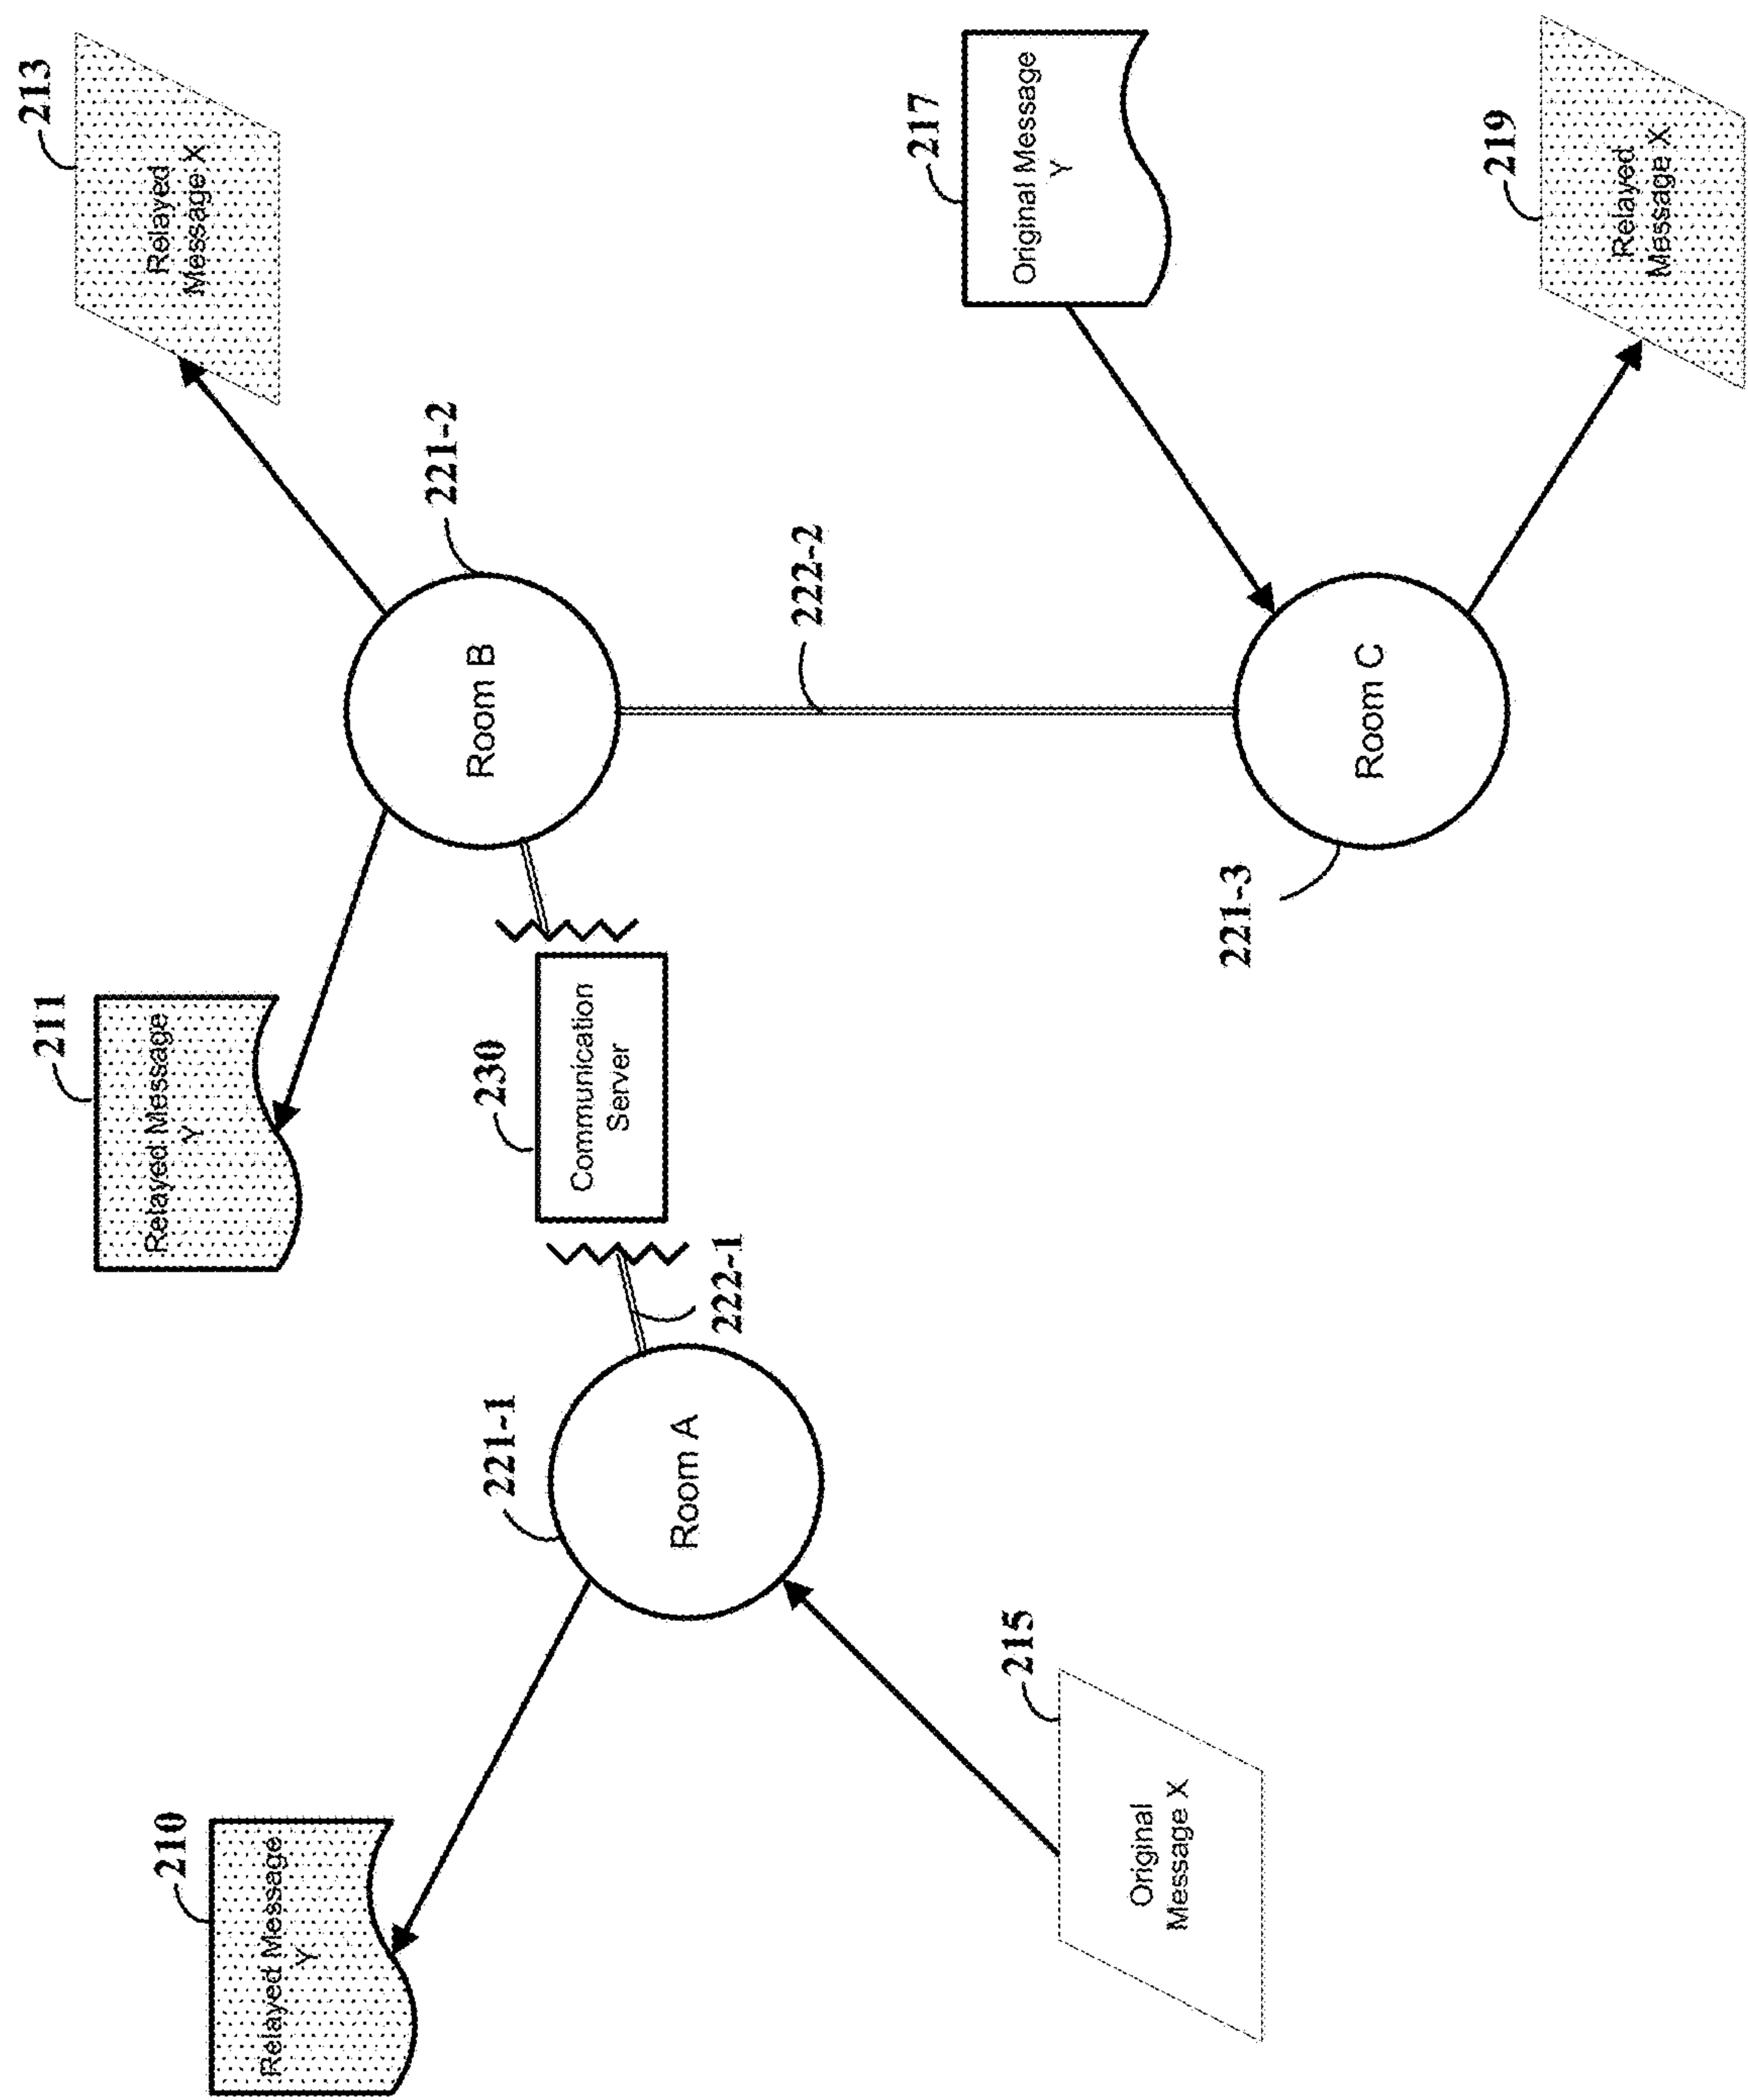 210
Relayed Message
Y
211
Relayed Message
Y
213
Relayed
Message X
221-1
Room A
222-1
230
Communication
Server
221-2
Room B
222-2
215
Original
Message X
217
Original Message
Y
221-3
Room C
219
Relayed
Message X